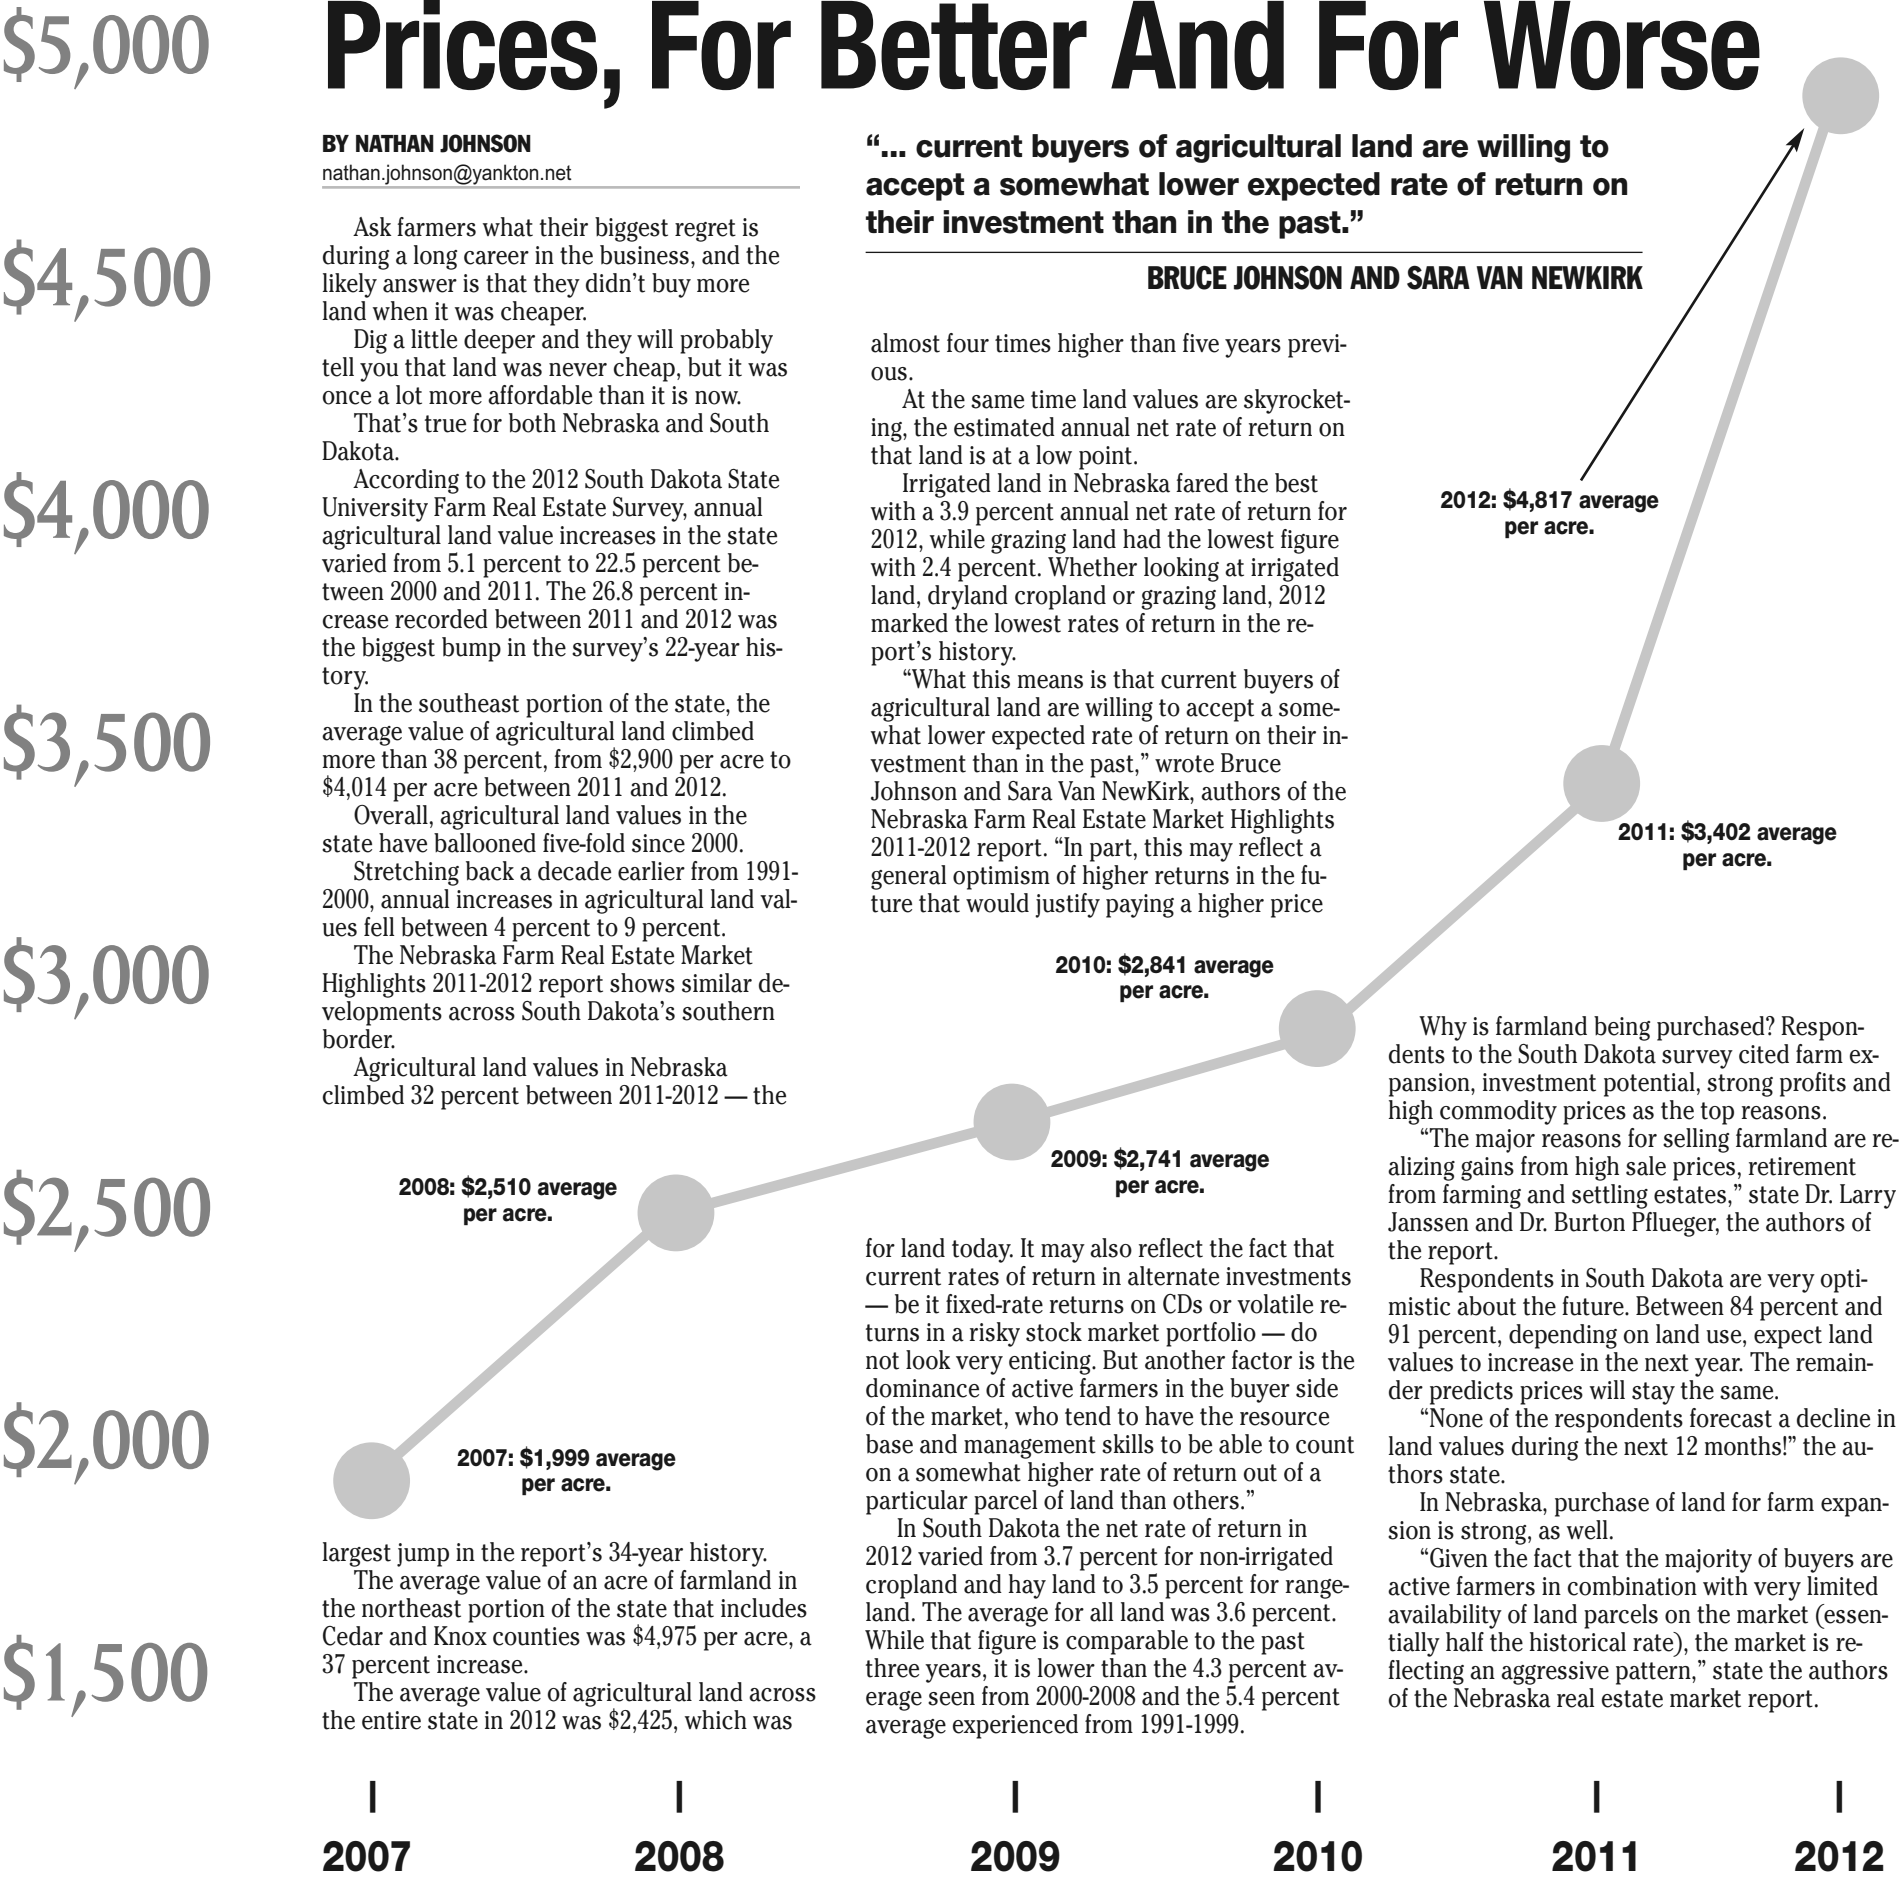 Prices, For Better And For Worse
$5,000
$4,500
$4,000
$3,500
$3,000
$2,500
$2,000
$1,500
BY NATHAN JOHNSON
nathan.johnson@yankton.net
Ask farmers what their biggest regret is
during a long career in the business, and the
likely answer is that they didn't buy more
land when it was cheaper.
Dig a little deeper and they will probably
tell you that land was never cheap, but it was
once a lot more affordable than it is now.
That's true for both Nebraska and South
Dakota.
According to the 2012 South Dakota State
University Farm Real Estate Survey, annual
agricultural land value increases in the state
varied from 5.1 percent to 22.5 percent be-
tween 2000 and 2011. The 26.8 percent in-
crease recorded between 2011 and 2012 was
the biggest bump in the survey's 22-year his-
tory.
In the southeast portion of the state, the
average value of agricultural land climbed
more than 38 percent, from $2,900 per acre to
$4,014 per acre between 2011 and 2012.
Overall, agricultural land values in the
state have ballooned five-fold since 2000.
Stretching back a decade earlier from 1991-
2000, annual increases in agricultural land val-
ues fell between 4 percent to 9 percent.
The Nebraska Farm Real Estate Market
Highlights 2011-2012 report shows similar de-
velopments across South Dakota's southern
border.
Agricultural land values in Nebraska
climbed 32 percent between 2011-2012 — the
2008: $2,510 average
per acre.
2007: $1,999 average
per acre.
largest jump in the report's 34-year history.
The average value of an acre of farmland in
the northeast portion of the state that includes
Cedar and Knox counties was $4,975 per acre, a
37 percent increase.
The average value of agricultural land across
the entire state in 2012 was $2,425, which was
“... current buyers of agricultural land are willing to
accept a somewhat lower expected rate of return on
their investment than in the past.”
BRUCE JOHNSON AND SARA VAN NEWKIRK
almost four times higher than five years previ-
ous.
At the same time land values are skyrocket-
ing, the estimated annual net rate of return on
that land is at a low point.
Irrigated land in Nebraska fared the best
with a 3.9 percent annual net rate of return for
2012, while grazing land had the lowest figure
with 2.4 percent. Whether looking at irrigated
land, dryland cropland or grazing land, 2012
marked the lowest rates of return in the re-
port's history.
“What this means is that current buyers of
agricultural land are willing to accept a some-
what lower expected rate of return on their in-
vestment than in the past,” wrote Bruce
Johnson and Sara Van NewKirk, authors of the
Nebraska Farm Real Estate Market Highlights
2011-2012 report. “In part, this may reflect a
general optimism of higher returns in the fu-
ture that would justify paying a higher price
2010: $2,841 average
per acre.
2009: $2,741 average
per acre.
for land today. It may also reflect the fact that
current rates of return in alternate investments
— be it fixed-rate returns on CDs or volatile re-
turns in a risky stock market portfolio — do
not look very enticing. But another factor is the
dominance of active farmers in the buyer side
of the market, who tend to have the resource
base and management skills to be able to count
on a somewhat higher rate of return out of a
particular parcel of land than others.”
In South Dakota the net rate of return in
2012 varied from 3.7 percent for non-irrigated
cropland and hay land to 3.5 percent for range-
land. The average for all land was 3.6 percent.
While that figure is comparable to the past
three years, it is lower than the 4.3 percent av-
erage seen from 2000-2008 and the 5.4 percent
average experienced from 1991-1999.
2012: $4,817 average
per acre.
2011: $3,402 average
per acre.
Why is farmland being purchased? Respon-
dents to the South Dakota survey cited farm ex-
pansion, investment potential, strong profits and
high commodity prices as the top reasons.
“The major reasons for selling farmland are re-
alizing gains from high sale prices, retirement
from farming and settling estates,” state Dr. Larry
Janssen and Dr. Burton Pflueger, the authors of
the report.
Respondents in South Dakota are very opti-
mistic about the future. Between 84 percent and
91 percent, depending on land use, expect land
values to increase in the next year. The remain-
der predicts prices will stay the same.
“None of the respondents forecast a decline in
land values during the next 12 months!” the au-
thors state.
In Nebraska, purchase of land for farm expan-
sion is strong, as well.
“Given the fact that the majority of buyers are
active farmers in combination with very limited
availability of land parcels on the market (essen-
tially half the historical rate), the market is re-
flecting an aggressive pattern,” state the authors
of the Nebraska real estate market report.
2007 2008 2009 2010 2011 2012